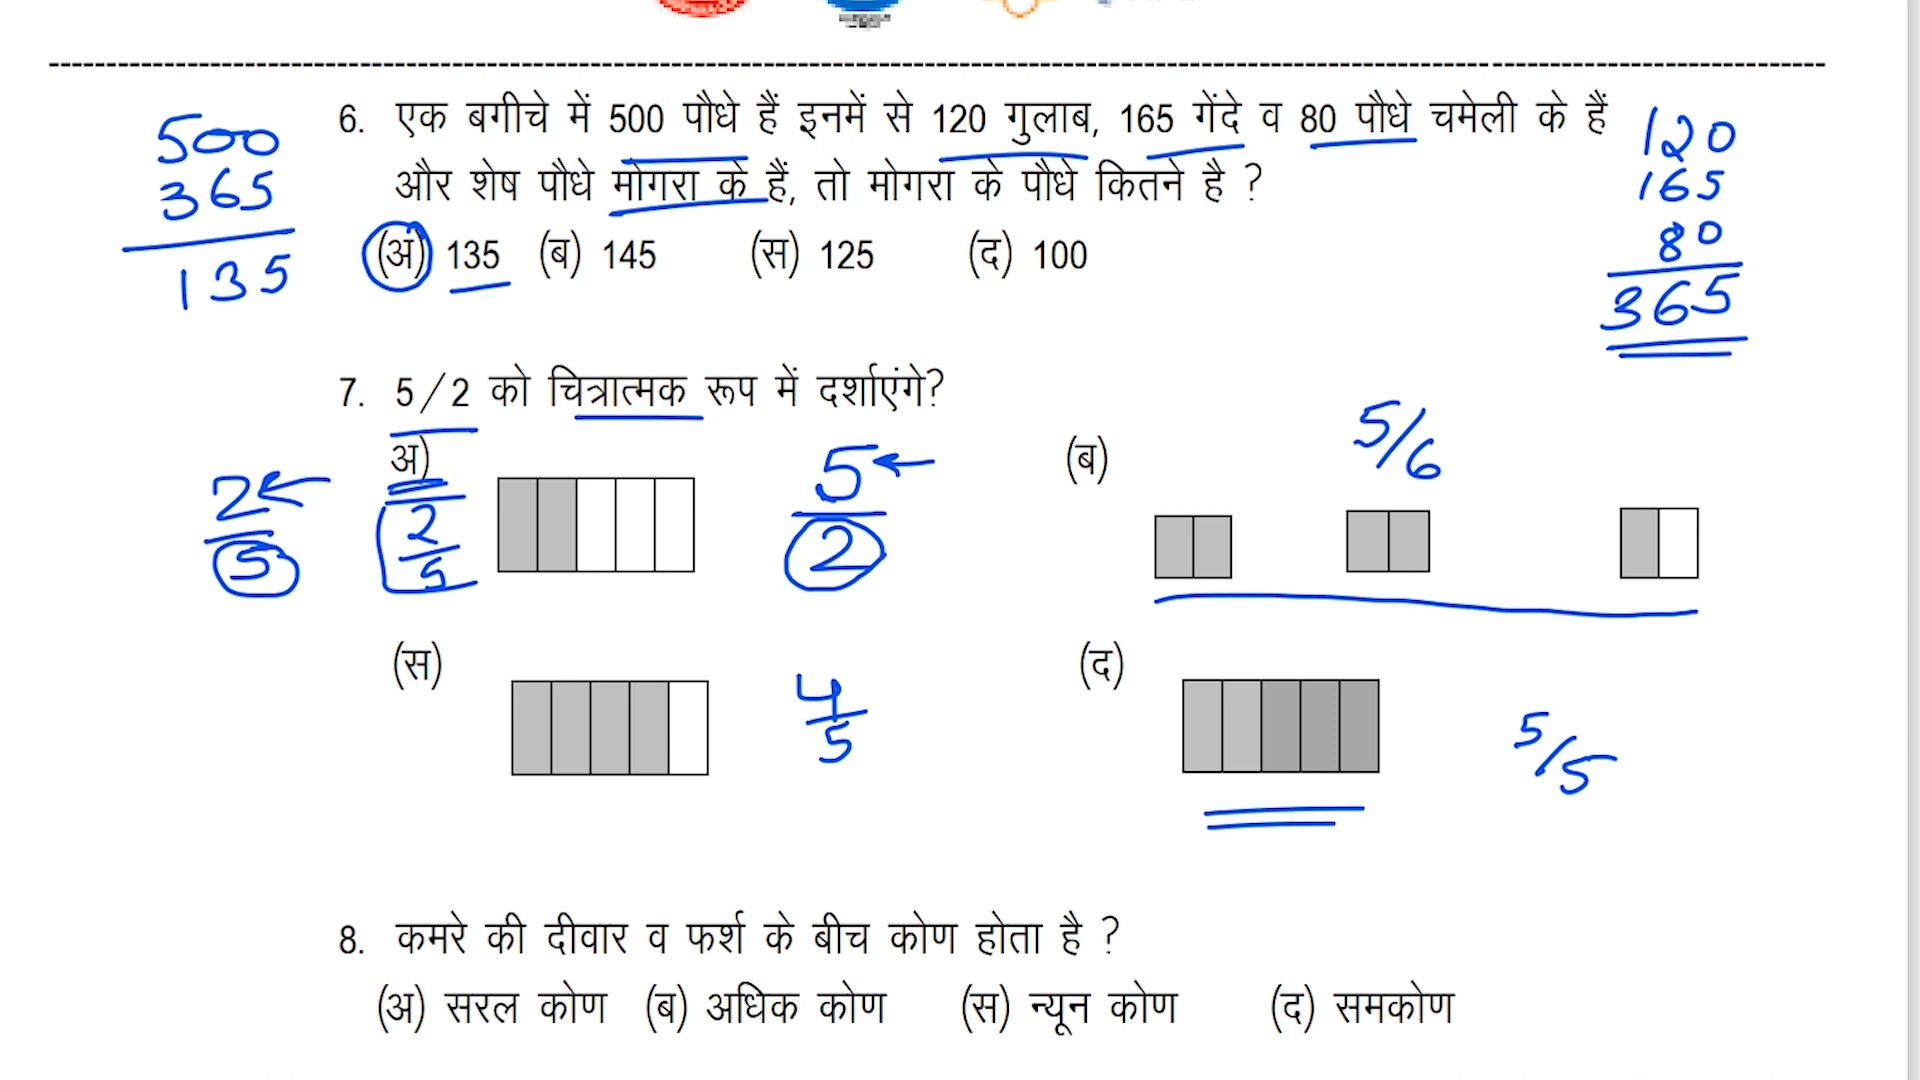 6. एक बगीचे में 500 पौधे हैं इनमें से 120 गुलाब, 165 गेंदे व 80 पौधे चमेली के हैं
और शेष पौधे मोगरा के हैं, तो मोगरा के पौधे कितने है ?
(अ) 135 (ब) 145 (स) 125 (द) 100
500
365
135
120
165
80
365
7. 5/2 को चित्रात्मक रूप में दर्शाएंगे?
अ)
2
5
2
5
5
2
(ब)
5/6
(स)
4
5
(द)
5/5
8. कमरे की दीवार व फर्श के बीच कोण होता है ?
(अ) सरल कोण (ब) अधिक कोण (स) न्यून कोण (द) समकोण